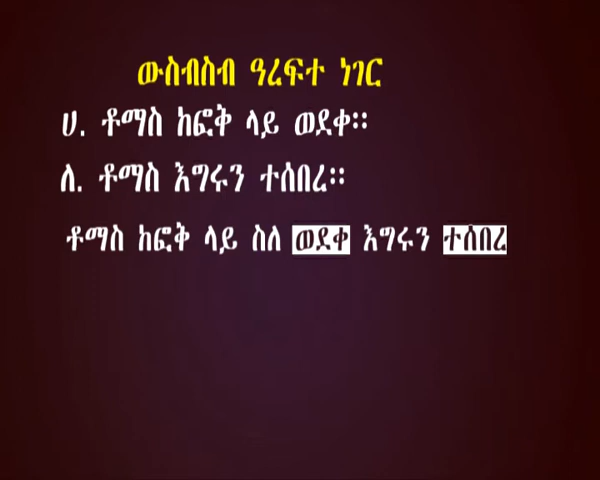 ውስብስብ ዓረፍተ ነገር
ሀ. ቶማስ ከፎቅ ላይ ወደቀ፡፡
ለ. ቶማስ እግሩን ተሰበረ፡፡
ቶማስ ከፎቅ ላይ ስለ ወደቀ እግሩን ተሰበረ